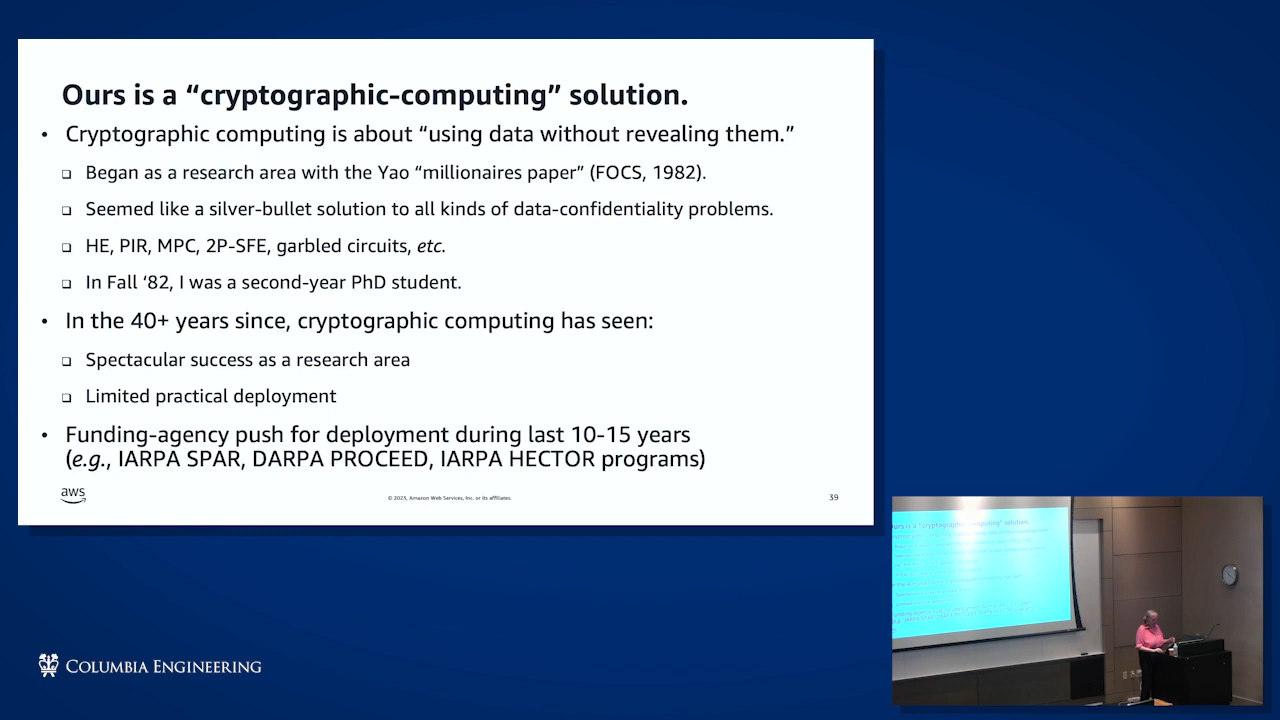 Ours is a “cryptographic-computing” solution.
• Cryptographic computing is about “using data without revealing them.”
❑ Began as a research area with the Yao “millionaires paper” (FOCS, 1982).
❑ Seemed like a silver-bullet solution to all kinds of data-confidentiality problems.
❑ HE, PIR, MPC, 2P-SFE, garbled circuits, etc.
❑ In Fall ‘82, I was a second-year PhD student.
• In the 40+ years since, cryptographic computing has seen:
❑ Spectacular success as a research area
❑ Limited practical deployment
• Funding-agency push for deployment during last 10-15 years
(e.g., IARPA SPAR, DARPA PROCEED, IARPA HECTOR programs)
aws
© 2023, Amazon Web Services, Inc. or its affiliates.
39
ours is a "cryptographic-computing" solution.
COLUMBIA ENGINEERING